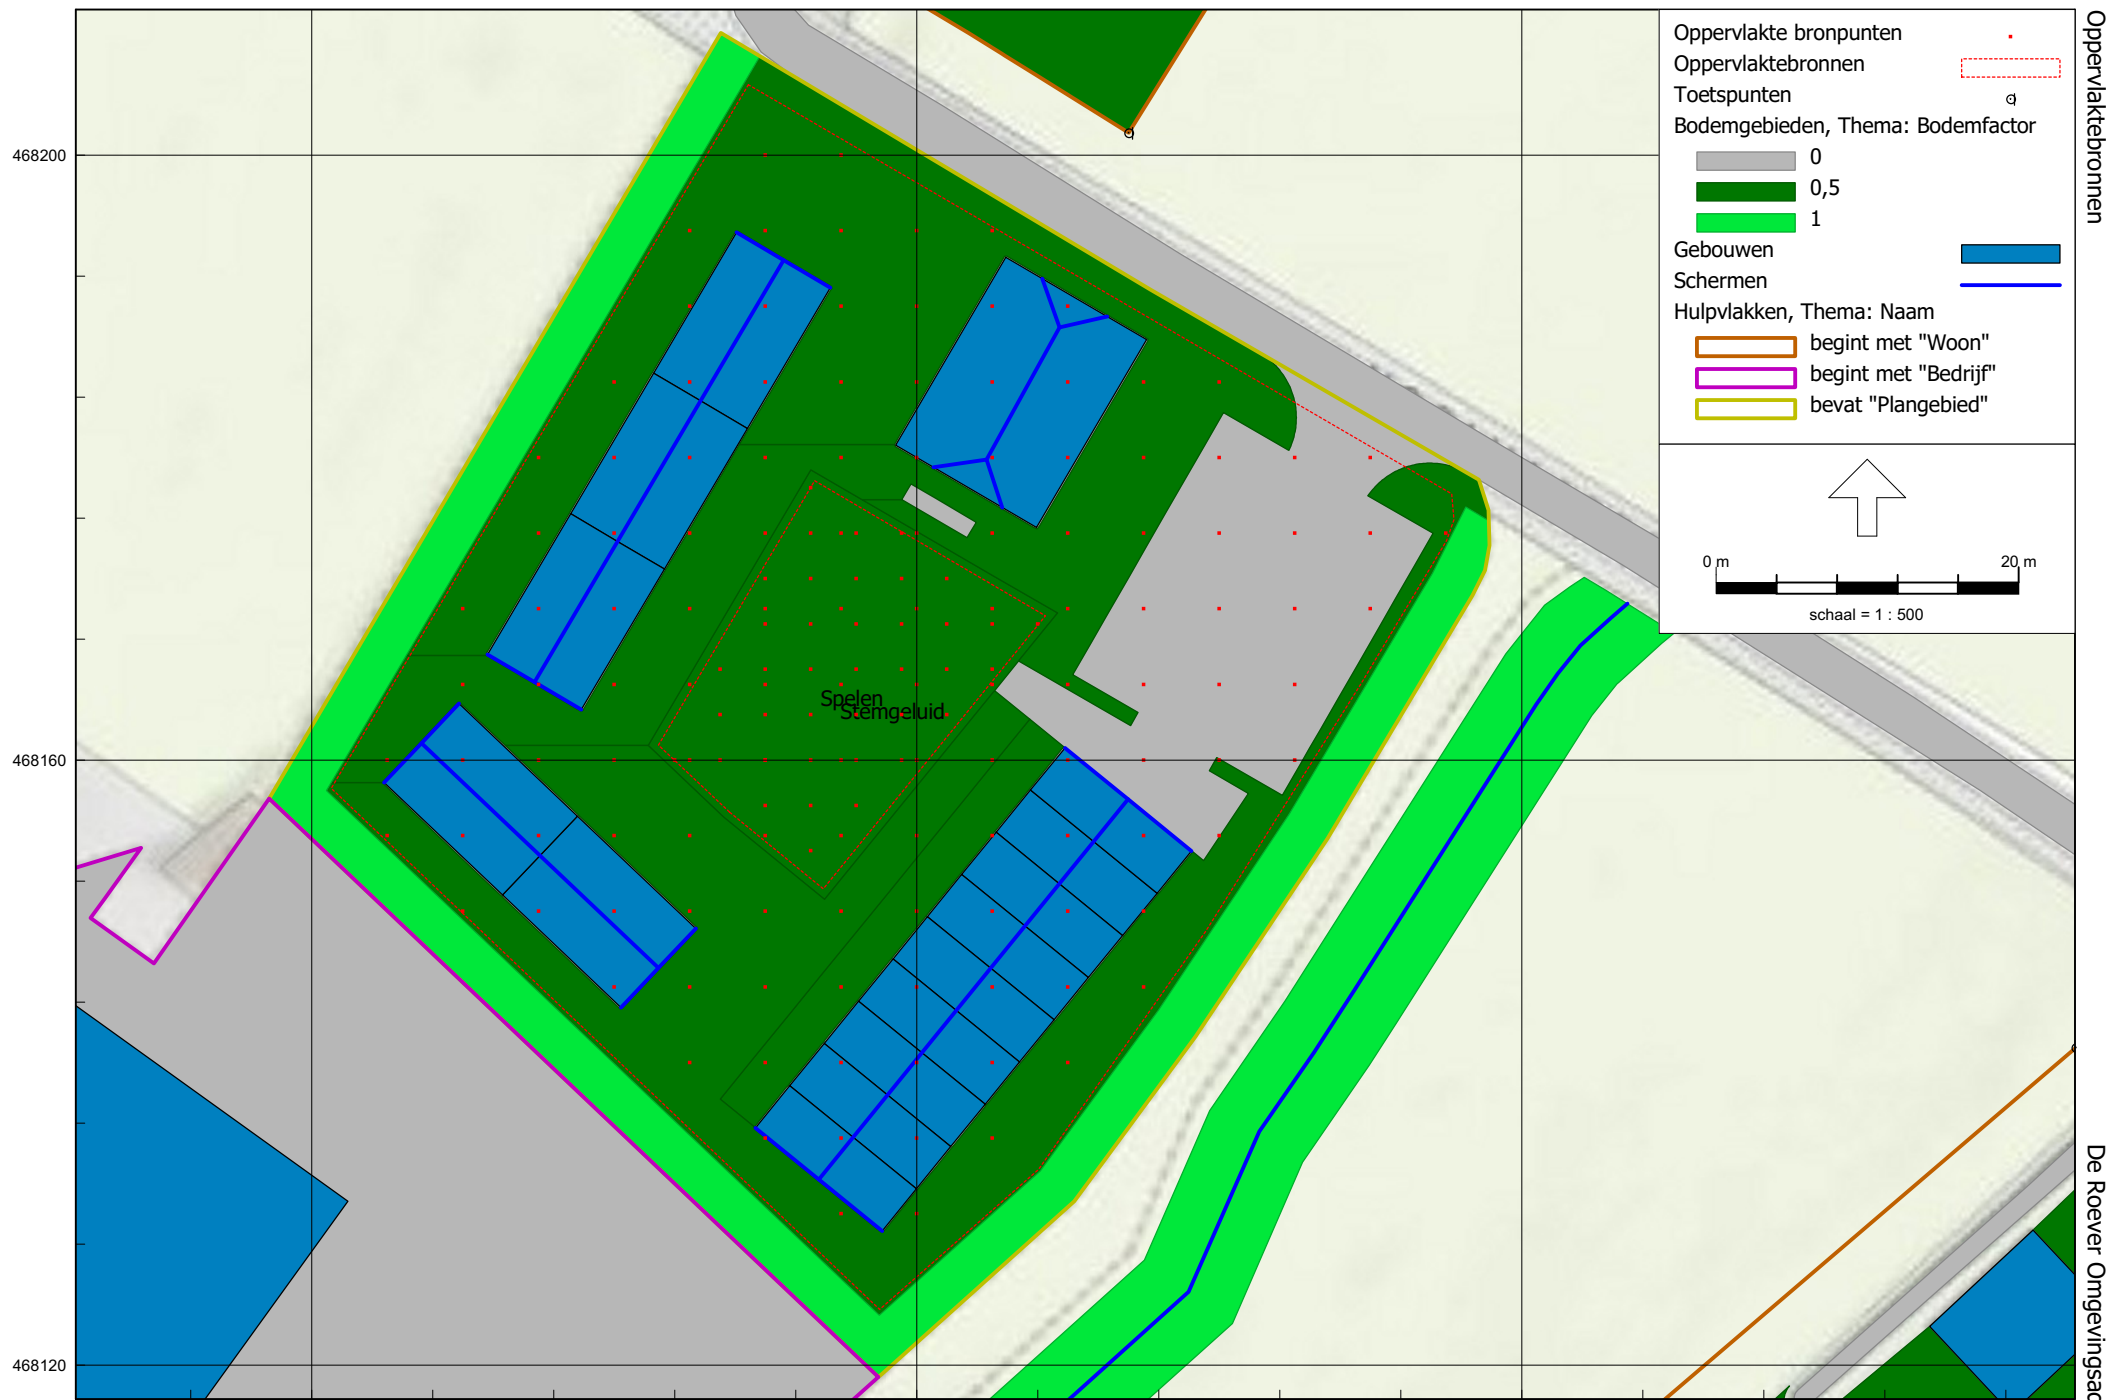 Oppervlakte bronpunten
Oppervlaktebronnen
Toetspunten
Bodemgebieden, Thema: Bodemfactor
0
0,5
1
Gebouwen
Schermen
Hulpvlakken, Thema: Naam
begint met "Woon"
begint met "Bedrijf"
bevat "Plangebied"
0 m
20 m
schaal = 1 : 500
Oppervlaktebronnen
468200
468160
468120
Spelen
Stemgeluid
De Roever Omgevingsad